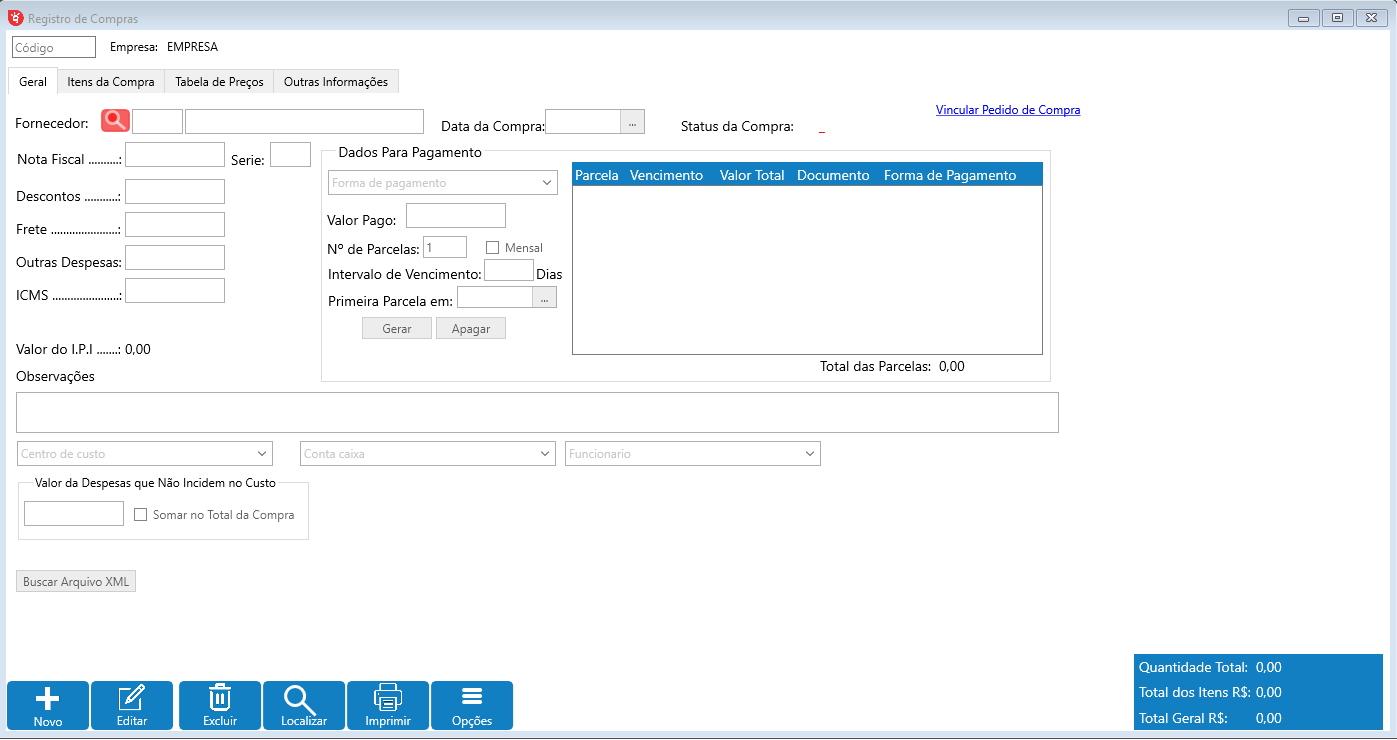 Registro de Compras
Código
Empresa: EMPRESA
Geral Itens da Compra Tabela de Preços Outras Informações
Vincular Pedido de Compra
Fornecedor: Data da Compra: ... Status da Compra: _
Nota Fiscal ..........: Serie:
Dados Para Pagamento
Forma de pagamento
Parcela Vencimento Valor Total Documento Forma de Pagamento
Descontos ...........:
Valor Pago:
Frete ......................:
Nº de Parcelas: 1 Mensal
Outras Despesas:
Intervalo de Vencimento: Dias
ICMS ......................:
Primeira Parcela em: ...
Gerar Apagar
Valor do I.P.I .......: 0,00
Total das Parcelas: 0,00
Observações
Centro de custo Conta caixa Funcionario
Valor da Despesas que Não Incidem no Custo
Somar no Total da Compra
Buscar Arquivo XML
Quantidade Total: 0,00
Total dos Itens R$: 0,00
Total Geral R$: 0,00
Novo Editar Excluir Localizar Imprimir Opções